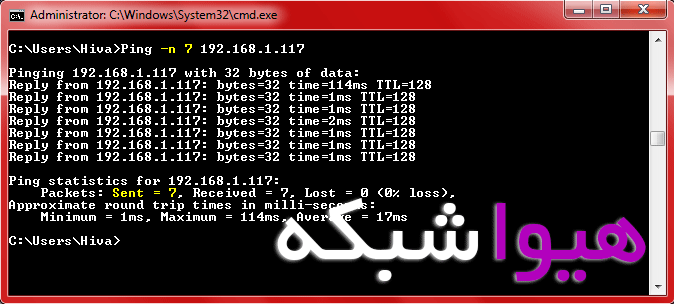 Administrator: C:\Windows\System32\cmd.exe
C:\Users\Hiva>Ping -n 7 192.168.1.117
Pinging 192.168.1.117 with 32 bytes of data:
Reply from 192.168.1.117: bytes=32 time=114ms TTL=128
Reply from 192.168.1.117: bytes=32 time=1ms TTL=128
Reply from 192.168.1.117: bytes=32 time=1ms TTL=128
Reply from 192.168.1.117: bytes=32 time=2ms TTL=128
Reply from 192.168.1.117: bytes=32 time=1ms TTL=128
Reply from 192.168.1.117: bytes=32 time=1ms TTL=128
Reply from 192.168.1.117: bytes=32 time=1ms TTL=128
Ping statistics for 192.168.1.117:
Packets: Sent = 7, Received = 7, Lost = 0 (0% loss),
Approximate round trip times in milli-seconds:
Minimum = 1ms, Maximum = 114ms, Average = 17ms
C:\Users\Hiva>
هیوا شبکه